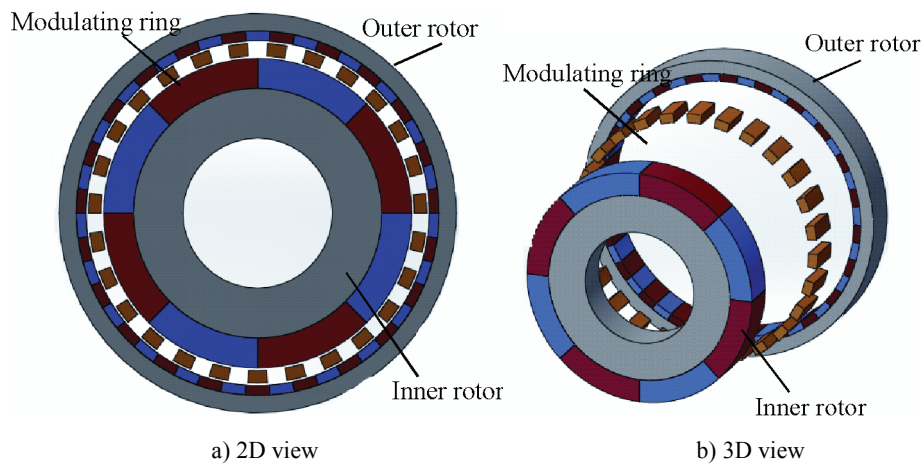 Modulating ring
Outer rotor
Inner rotor
Outer rotor
Modulating ring
Inner rotor
a) 2D view
b) 3D view